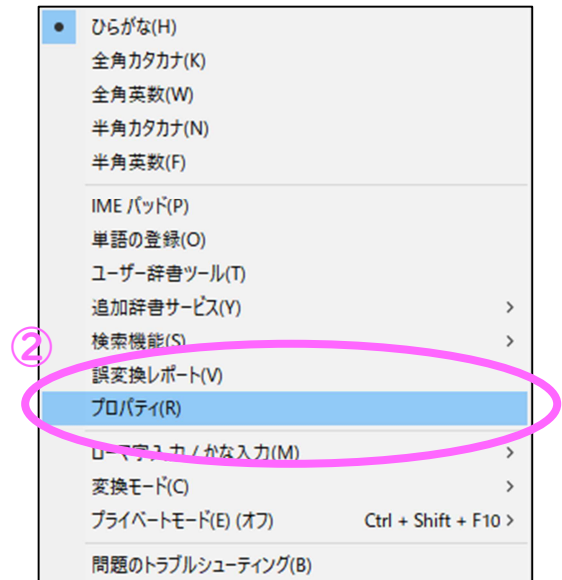 ひらがな(H)
全角カタカナ(K)
全角英数(W)
半角カタカナ(N)
半角英数(F)
IME パッド(P)
単語の登録(O)
ユーザー辞書ツール(T)
追加辞書サービス(Y) >
② 検索機能(S) >
誤変換レポート(V)
プロパティ(R)
ローマ字入力 / かな入力(M) >
変換モード(C) >
プライベートモード(E) (オフ) Ctrl + Shift + F10 >
問題のトラブルシューティング(B)